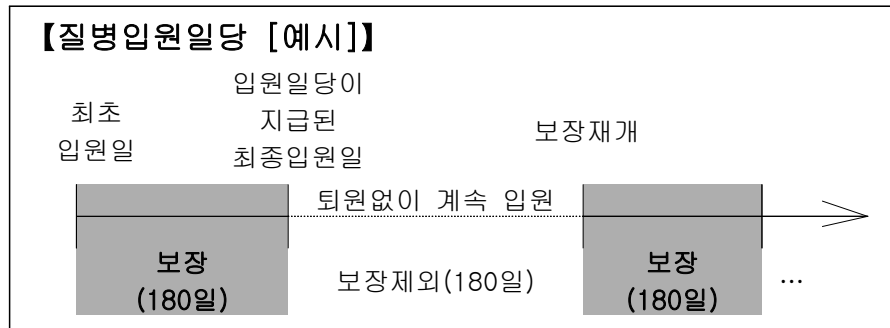 【질병입원일당 [예시]】
최초
입원일
입원일당이
지급된
최종입원일
보장재개
퇴원없이 계속 입원
보장
(180일)
보장제외(180일)
보장
(180일)
…